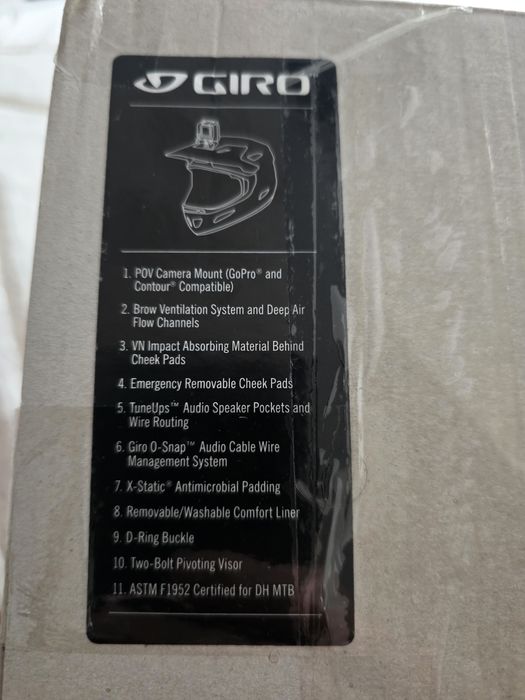 GIRO
1. POV Camera Mount (GoPro® and
Contour® Compatible)
2. Brow Ventilation System and Deep Air
Flow Channels
3. VN Impact Absorbing Material Behind
Cheek Pads
4. Emergency Removable Cheek Pads
5. TuneUps™ Audio Speaker Pockets and
Wire Routing
6. Giro O-Snap™ Audio Cable Wire
Management System
7. X-Static® Antimicrobial Padding
8. Removable/Washable Comfort Liner
9. D-Ring Buckle
10. Two-Bolt Pivoting Visor
11. ASTM F1952 Certified for DH MTB